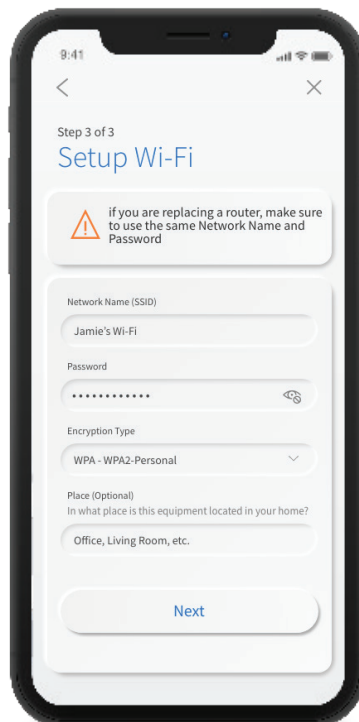 9:41
Step 3 of 3
Setup Wi-Fi
if you are replacing a router, make sure
to use the same Network Name and
Password
Network Name (SSID)
Jamie's Wi-Fi
Password
••••••••••••
Encryption Type
WPA - WPA2-Personal
Place (Optional)
In what place is this equipment located in your home?
Office, Living Room, etc.
Next